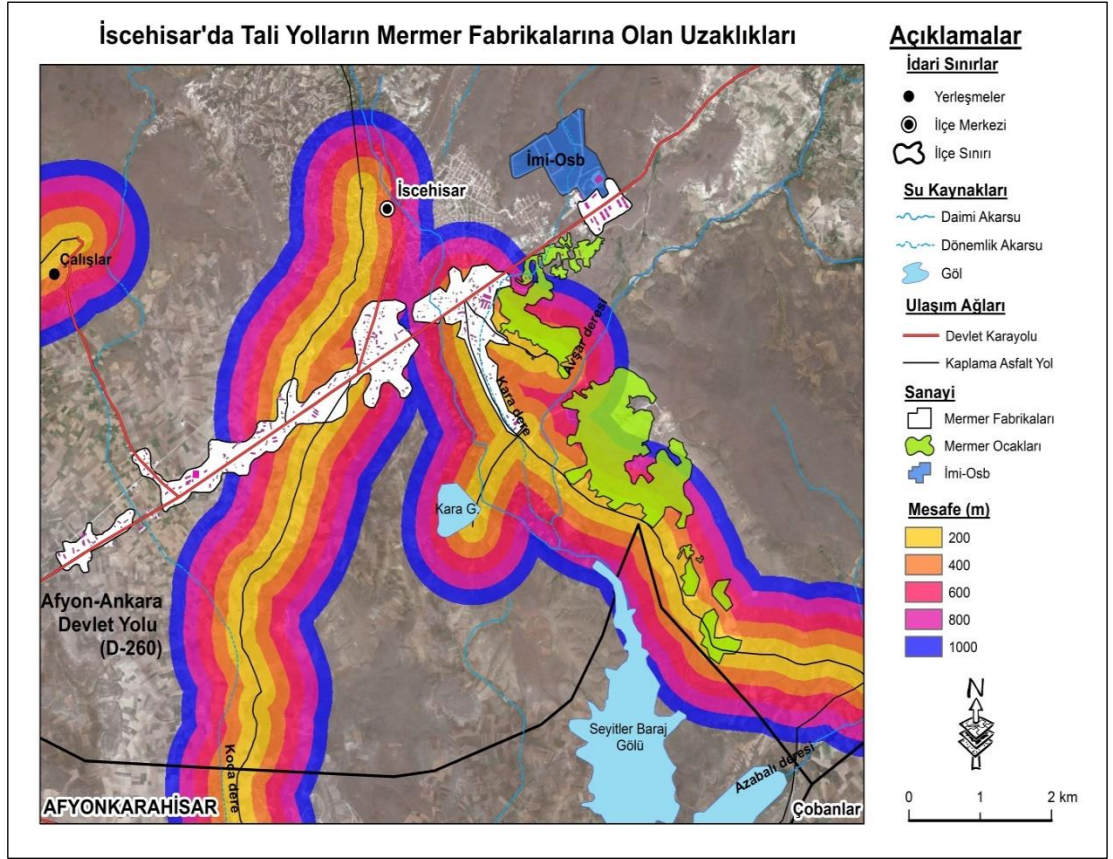 İscehisar'da Tali Yolların Mermer Fabrikalarına Olan Uzaklıkları
İmi-Osb
İscehisar
Çalışlar
Avşar deresi
Kara dere
Kara G.
Afyon-Ankara
Devlet Yolu
(D-260)
Seyitler Baraj
Gölü
Koca dere
Azabalı deresi
AFYONKARAHİSAR
Çobanlar
Açıklamalar
İdari Sınırlar
Yerleşmeler
İlçe Merkezi
İlçe Sınırı
Su Kaynakları
Daimi Akarsu
Dönemlik Akarsu
Göl
Ulaşım Ağları
Devlet Karayolu
Kaplama Asfalt Yol
Sanayi
Mermer Fabrikaları
Mermer Ocakları
İmi-Osb
Mesafe (m)
200
400
600
800
1000
N
0 1 2 km